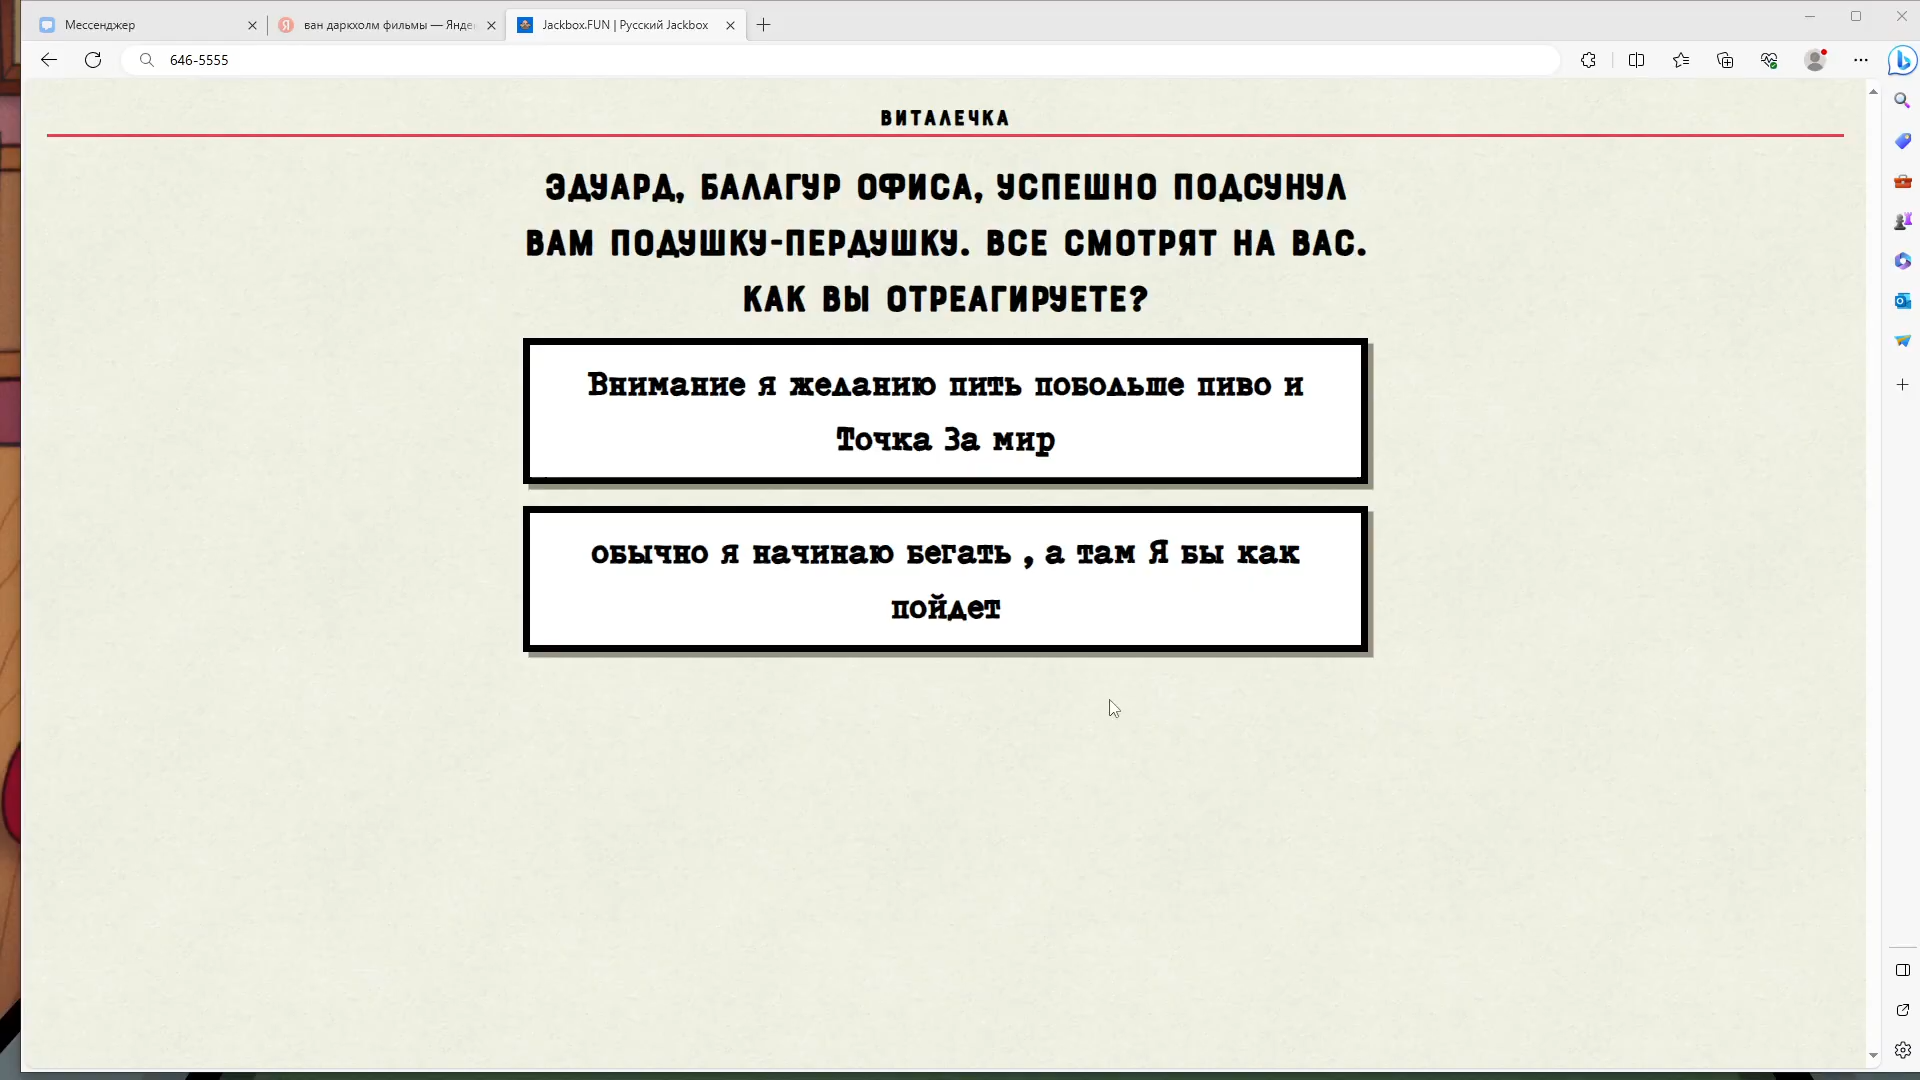 Мессенджер
ван даркхолм фильмы — Янде
Jackbox.FUN | Русский Jackbox
646-5555
ВИТАЛЕЧКА
ЭДУАРД, БАЛАГУР ОФИСА, УСПЕШНО ПОДСУНУЛ
ВАМ ПОДУШКУ-ПЕРДУШКУ. ВСЕ СМОТРЯТ НА ВАС.
КАК ВЫ ОТРЕАГИРУЕТЕ?
Внимание я желанию пить побольше пиво и
Точка За мир
обычно я начинаю бегать , а там Я бы как
пойдет